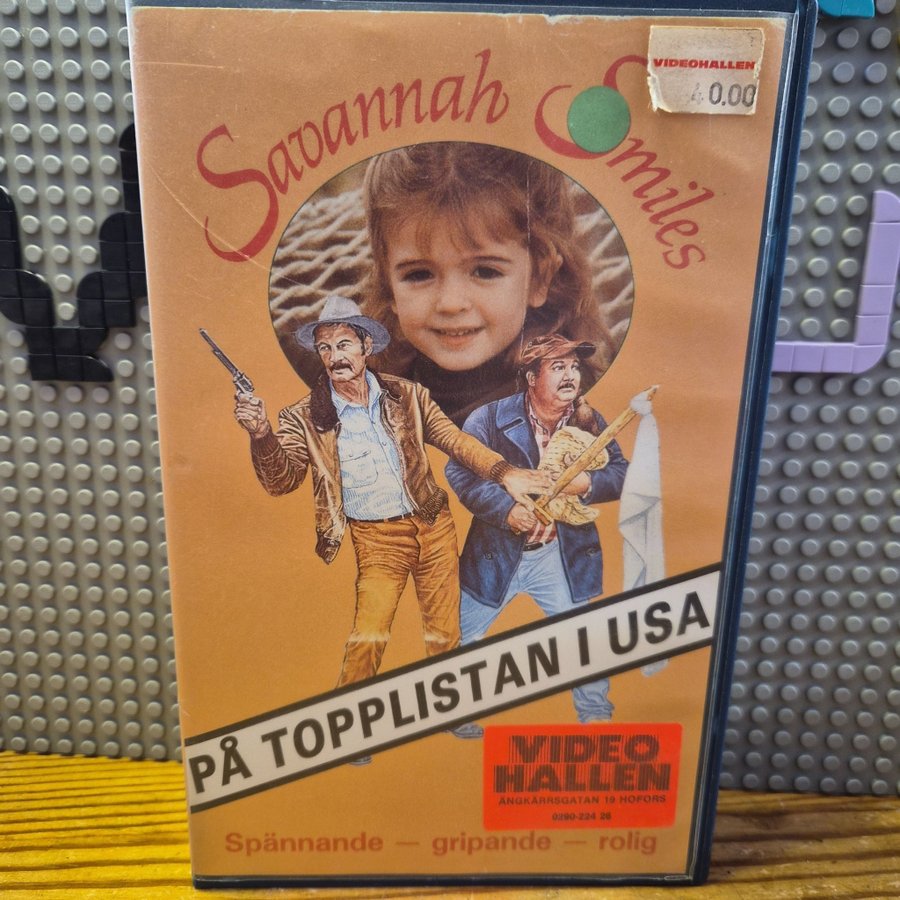 Savannah Smiles
VIDEOHALLEN
40.00
PÅ TOPPLISTAN I USA
VIDEO
HALLEN
ÄNGKÄRRSGATAN 19 HOFORS
0290-224 26
Spännande — gripande — rolig